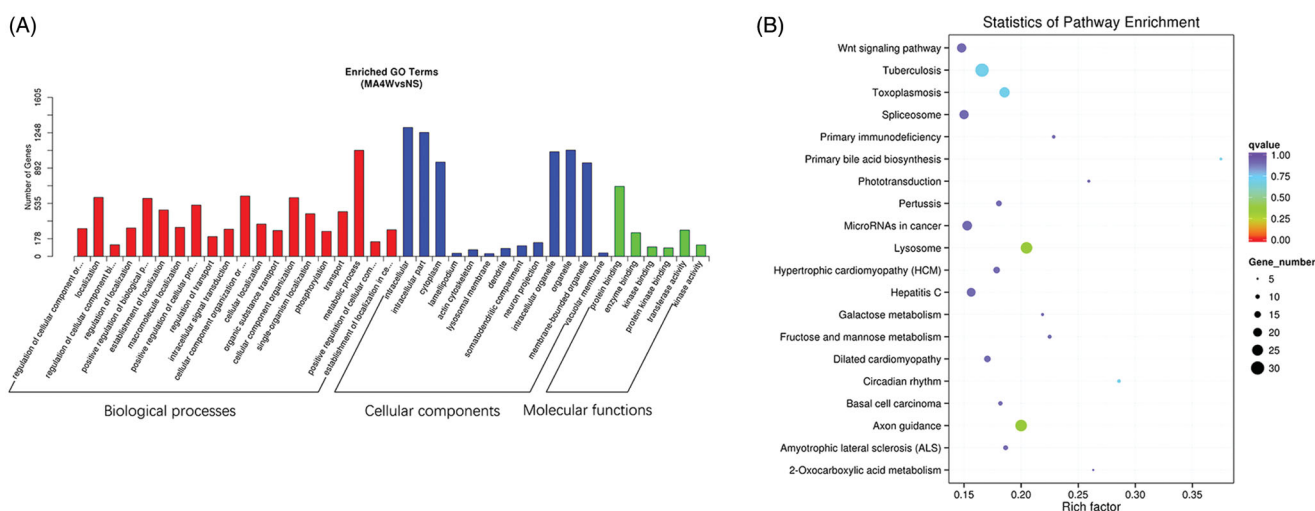 (A)
Enriched GO Terms
(MA4WvsNS)
Number of Genes
1605
1248
892
535
178
0
regulation of cellular component or...
localization
regulation of cellular component bi...
regulation of localization
positive regulation of biological p...
establishment of localization
macromolecule localization
positive regulation of cellular pro...
regulation of transport
intracellular signal transduction
cellular component organization or ...
cellular localization
organic substance transport
cellular component organization
single-organism localization
phosphorylation
transport
metabolic process
positive regulation of cellular com...
establishment of localization in ce...
intracellular
intracellular part
cytoplasm
lamellipodium
actin cytoskeleton
lysosomal membrane
dendrite
somatodendritic compartment
neuron projection
intracellular organelle
organelle
membrane-bounded organelle
vacuolar membrane
protein binding
enzyme binding
kinase binding
protein kinase binding
transferase activity
kinase activity
Biological processes
Cellular components
Molecular functions
(B)
Statistics of Pathway Enrichment
Wnt signaling pathway
Tuberculosis
Toxoplasmosis
Spliceosome
Primary immunodeficiency
Primary bile acid biosynthesis
Phototransduction
Pertussis
MicroRNAs in cancer
Lysosome
Hypertrophic cardiomyopathy (HCM)
Hepatitis C
Galactose metabolism
Fructose and mannose metabolism
Dilated cardiomyopathy
Circadian rhythm
Basal cell carcinoma
Axon guidance
Amyotrophic lateral sclerosis (ALS)
2-Oxocarboxylic acid metabolism
0.15
0.20
0.25
0.30
0.35
Rich factor
qvalue
1.00
0.75
0.50
0.25
0.00
Gene_number
5
10
15
20
25
30